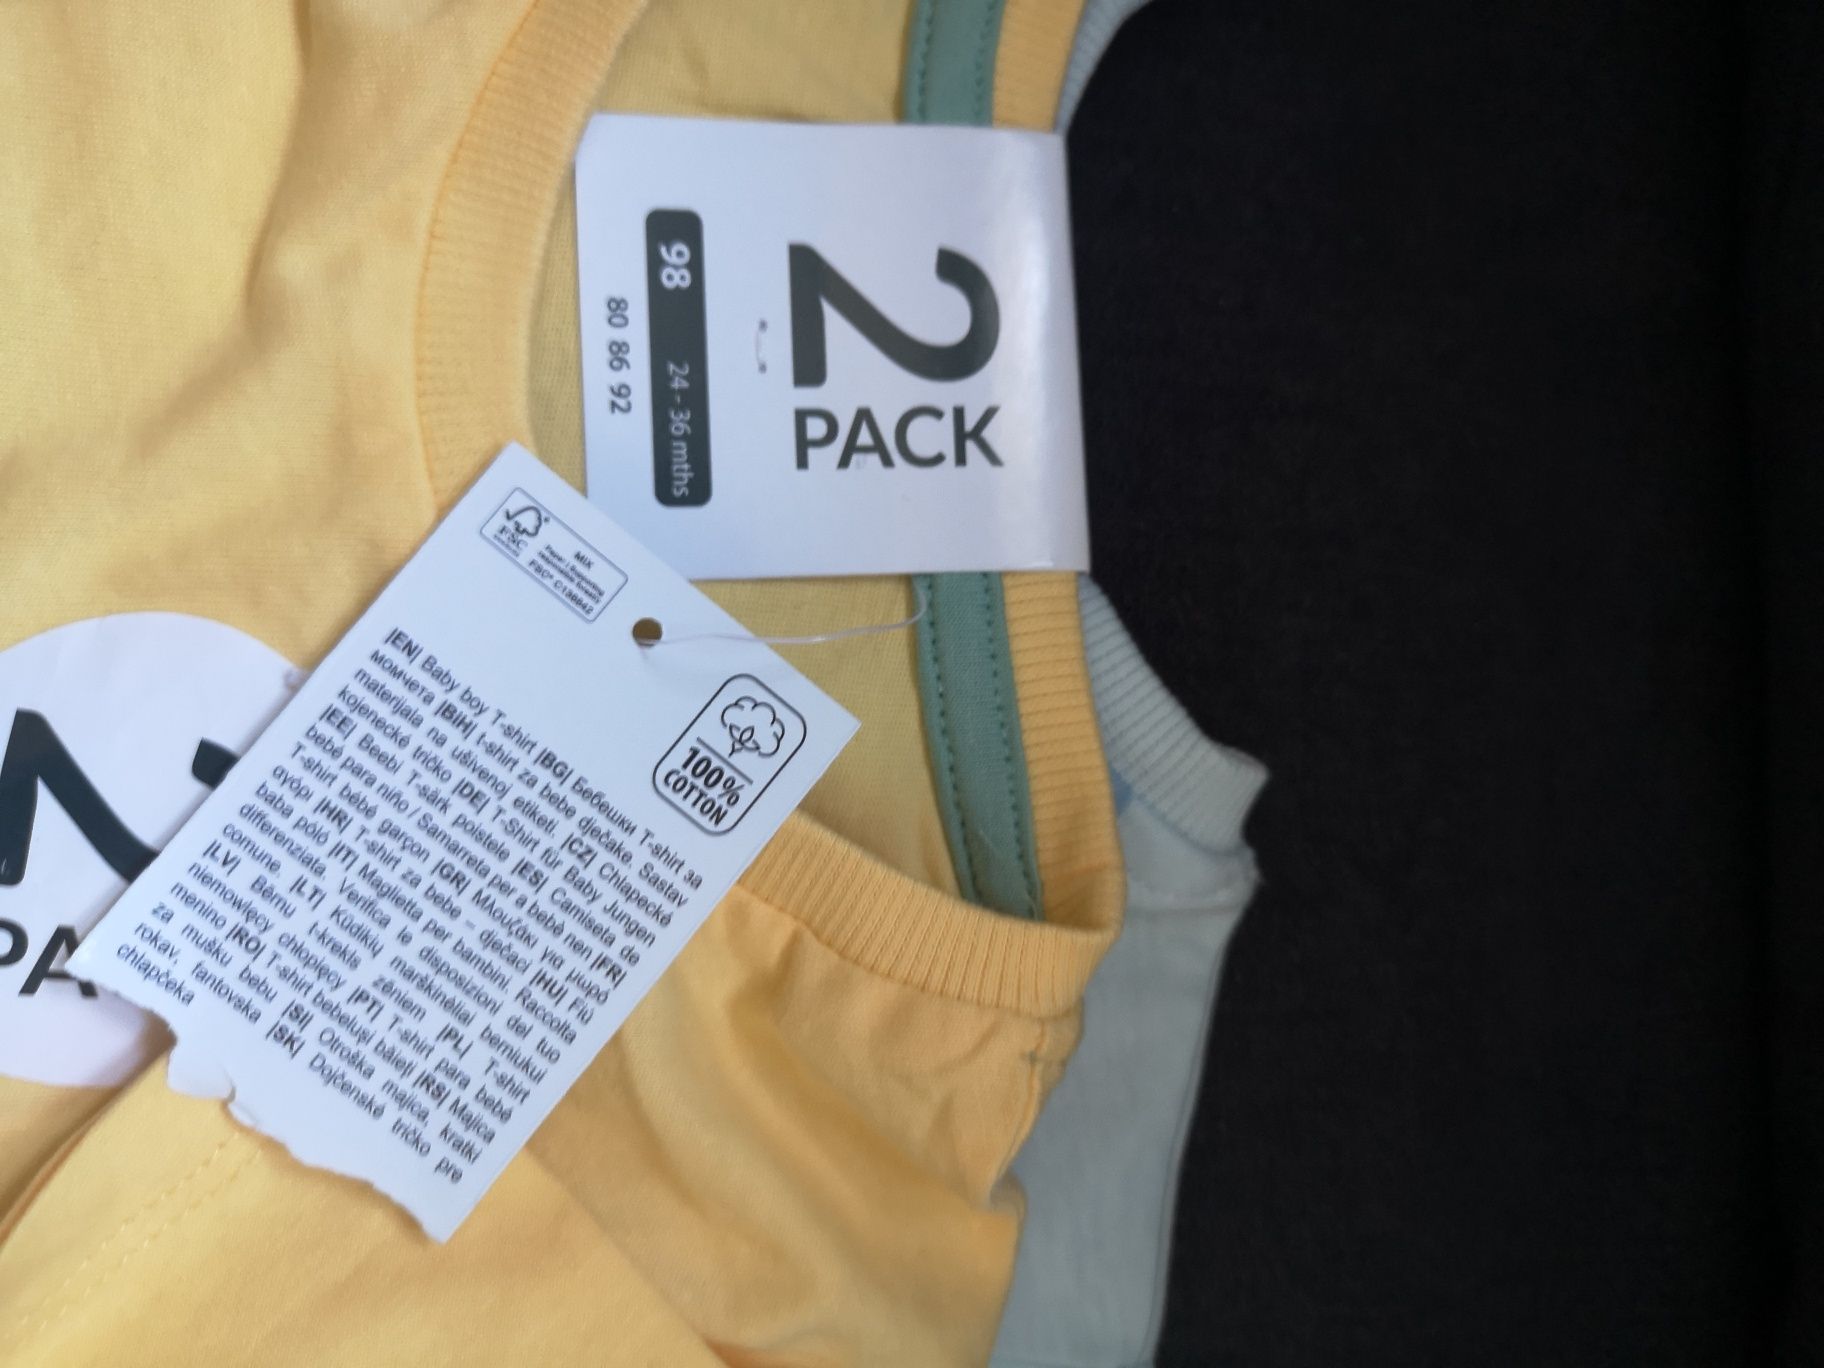 2
PACK
98 24 - 36 mths
80 86 92
FSC
MIX
FSC® C136642
100%
COTTON
|EN| Baby boy T-shirt |BG| Бебешки T-shirt за
момчета |BIH| t-shirt za bebe dječake. Sastav
materijala na ušivenoj etiketi. |CZ| Chlapecké
kojenecké tričko |DE| T-Shirt für Baby Jungen
|EE| Beebi T-särk poistele |ES| Camiseta de
bebé para niño / Samarreta per a bebè nen |FR|
T-shirt bébé garçon |GR| Μπλουζάκι για μωρό
αγόρι |HR| T-shirt za bebe – dječaci |HU| Fiú
baba póló |IT| Maglietta per bambini. Raccolta
differenziata. Verifica le disposizioni del tuo
comune. |LT| Kūdikių marškinėliai berniukui
|LV| Bērnu t-krekls zēniem |PL| T-shirt
niemowlęcy chłopięcy |PT| T-shirt para bebé
menino |RO| T-shirt bebeluşi băieţi |RS| Majica
za mušku bebu |SI| Otroška majica, kratki
rokav, fantovska |SK| Dojčenské tričko pre
chlapčeka
PA